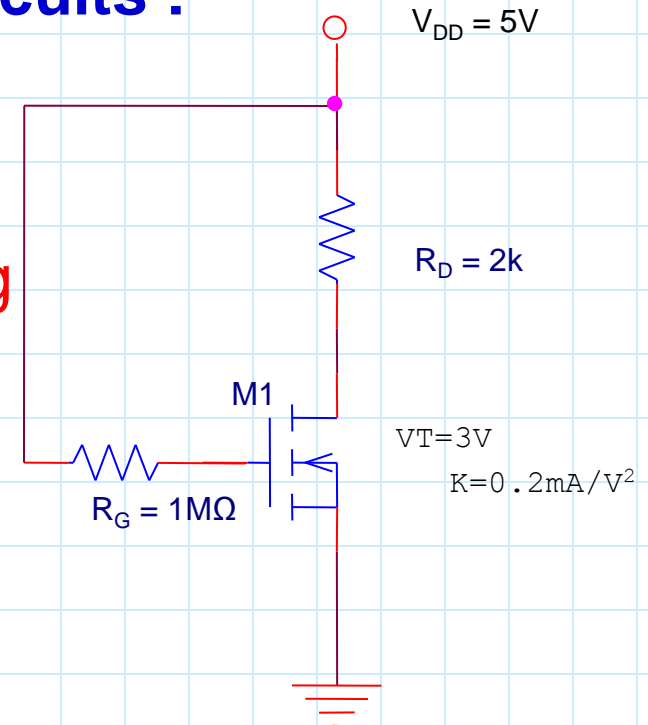 V_DD = 5V
R_D = 2k
M1
VT=3V
K=0.2mA/V²
R_G = 1MΩ